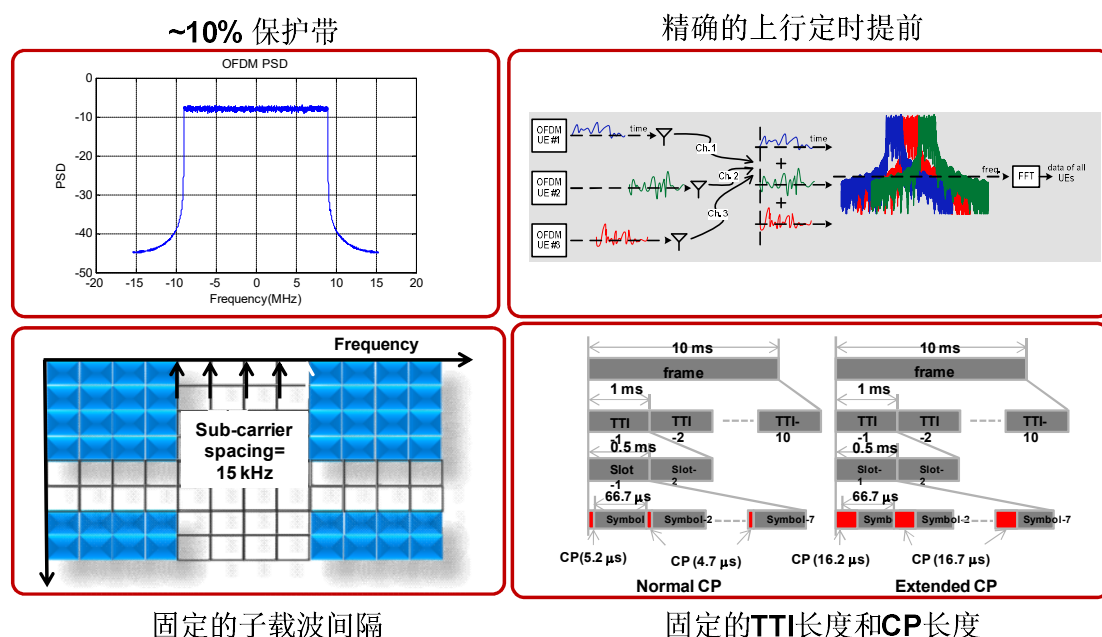 ~10% 保护带
精确的上行定时提前
OFDM PSD
0
-10
-20
-30
-40
-50
PSD
-20 -15 -10 -5 0 5 10 15 20
Frequency(MHz)
OFDM
UE #1
time
Ch.1
OFDM
UE #2
Ch.2
OFDM
UE #3
Ch.3
time
+
+
freq
FFT
data of all
UEs
Frequency
Sub-carrier
spacing=
15 kHz
10 ms
frame
1 ms
TTI
-1
TTI
-2
TTI-
10
0.5 ms
Slot
-1
Slot-
2
66.7 µs
Symbol
Symbol-2
Symbol-7
CP(5.2 µs)
CP (4.7 µs)
Normal CP
10 ms
frame
1 ms
TTI
-1
TTI
-2
TTI-
10
0.5 ms
Slot-
1
Slot-
2
66.7 µs
Symb
Symbol-2
Symbol-7
CP(16.2 µs)
CP (16.7 µs)
Extended CP
固定的子载波间隔
固定的TTI长度和CP长度